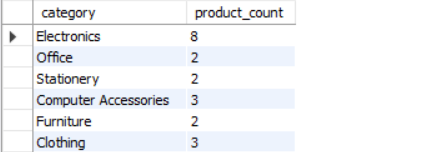 category product_count
Electronics 8
Office 2
Stationery 2
Computer Accessories 3
Furniture 2
Clothing 3